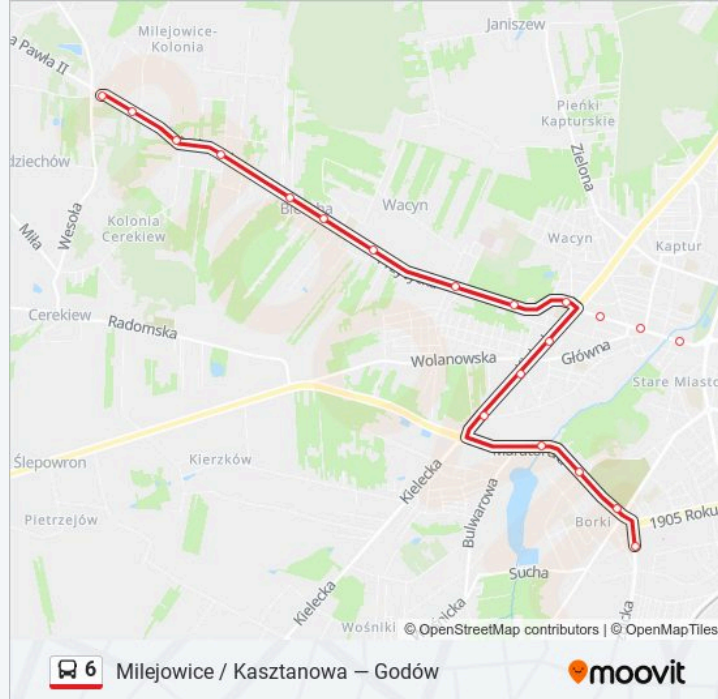 Janiszew
Milejowice-
Kolonia
a Pawła II
Pieńki
Kapturskie
Zielona
dziechów
Wacyn
Kolonia
Cerekiew
Wesoła
Miła
Wacyn
Kaptur
Cerekiew
Radomska
Wolanowska
Główna
Stare Miasto
Ślepowron
Kierzków
Kielecka
Bulwarowa
Pietrzejów
Borki
1905 Roku
Sucha
Kielecka
Wośniki
© OpenStreetMap contributors | © OpenMapTiles
6 Milejowice / Kasztanowa — Godów
moovit